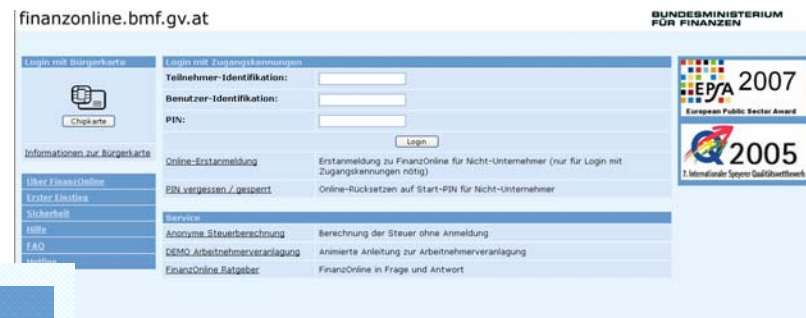 finanzonline.bmf.gv.at
BUNDESMINISTERIUM
FÜR FINANZEN
Login mit Bürgerkarte
Chipkarte
Informationen zur Bürgerkarte
Über FinanzOnline
Erster Einstieg
Sicherheit
Hilfe
FAQ
Hotline
Login mit Zugangskennungen
Teilnehmer-Identifikation:
Benutzer-Identifikation:
PIN:
Login
Online-Erstanmeldung
Erstanmeldung zu FinanzOnline für Nicht-Unternehmer (nur für Login mit
Zugangskennungen nötig)
PIN vergessen / gesperrt
Online-Rücksetzen auf Start-PIN für Nicht-Unternehmer
Service
Anonyme Steuerberechnung
Berechnung der Steuer ohne Anmeldung
DEMO Arbeitnehmerveranlagung
Animierte Anleitung zur Arbeitnehmerveranlagung
FinanzOnline Ratgeber
FinanzOnline in Frage und Antwort
EPSA 2007
European Public Sector Award
2005
7. Internationaler Speyerer Qualitätswettbewerb